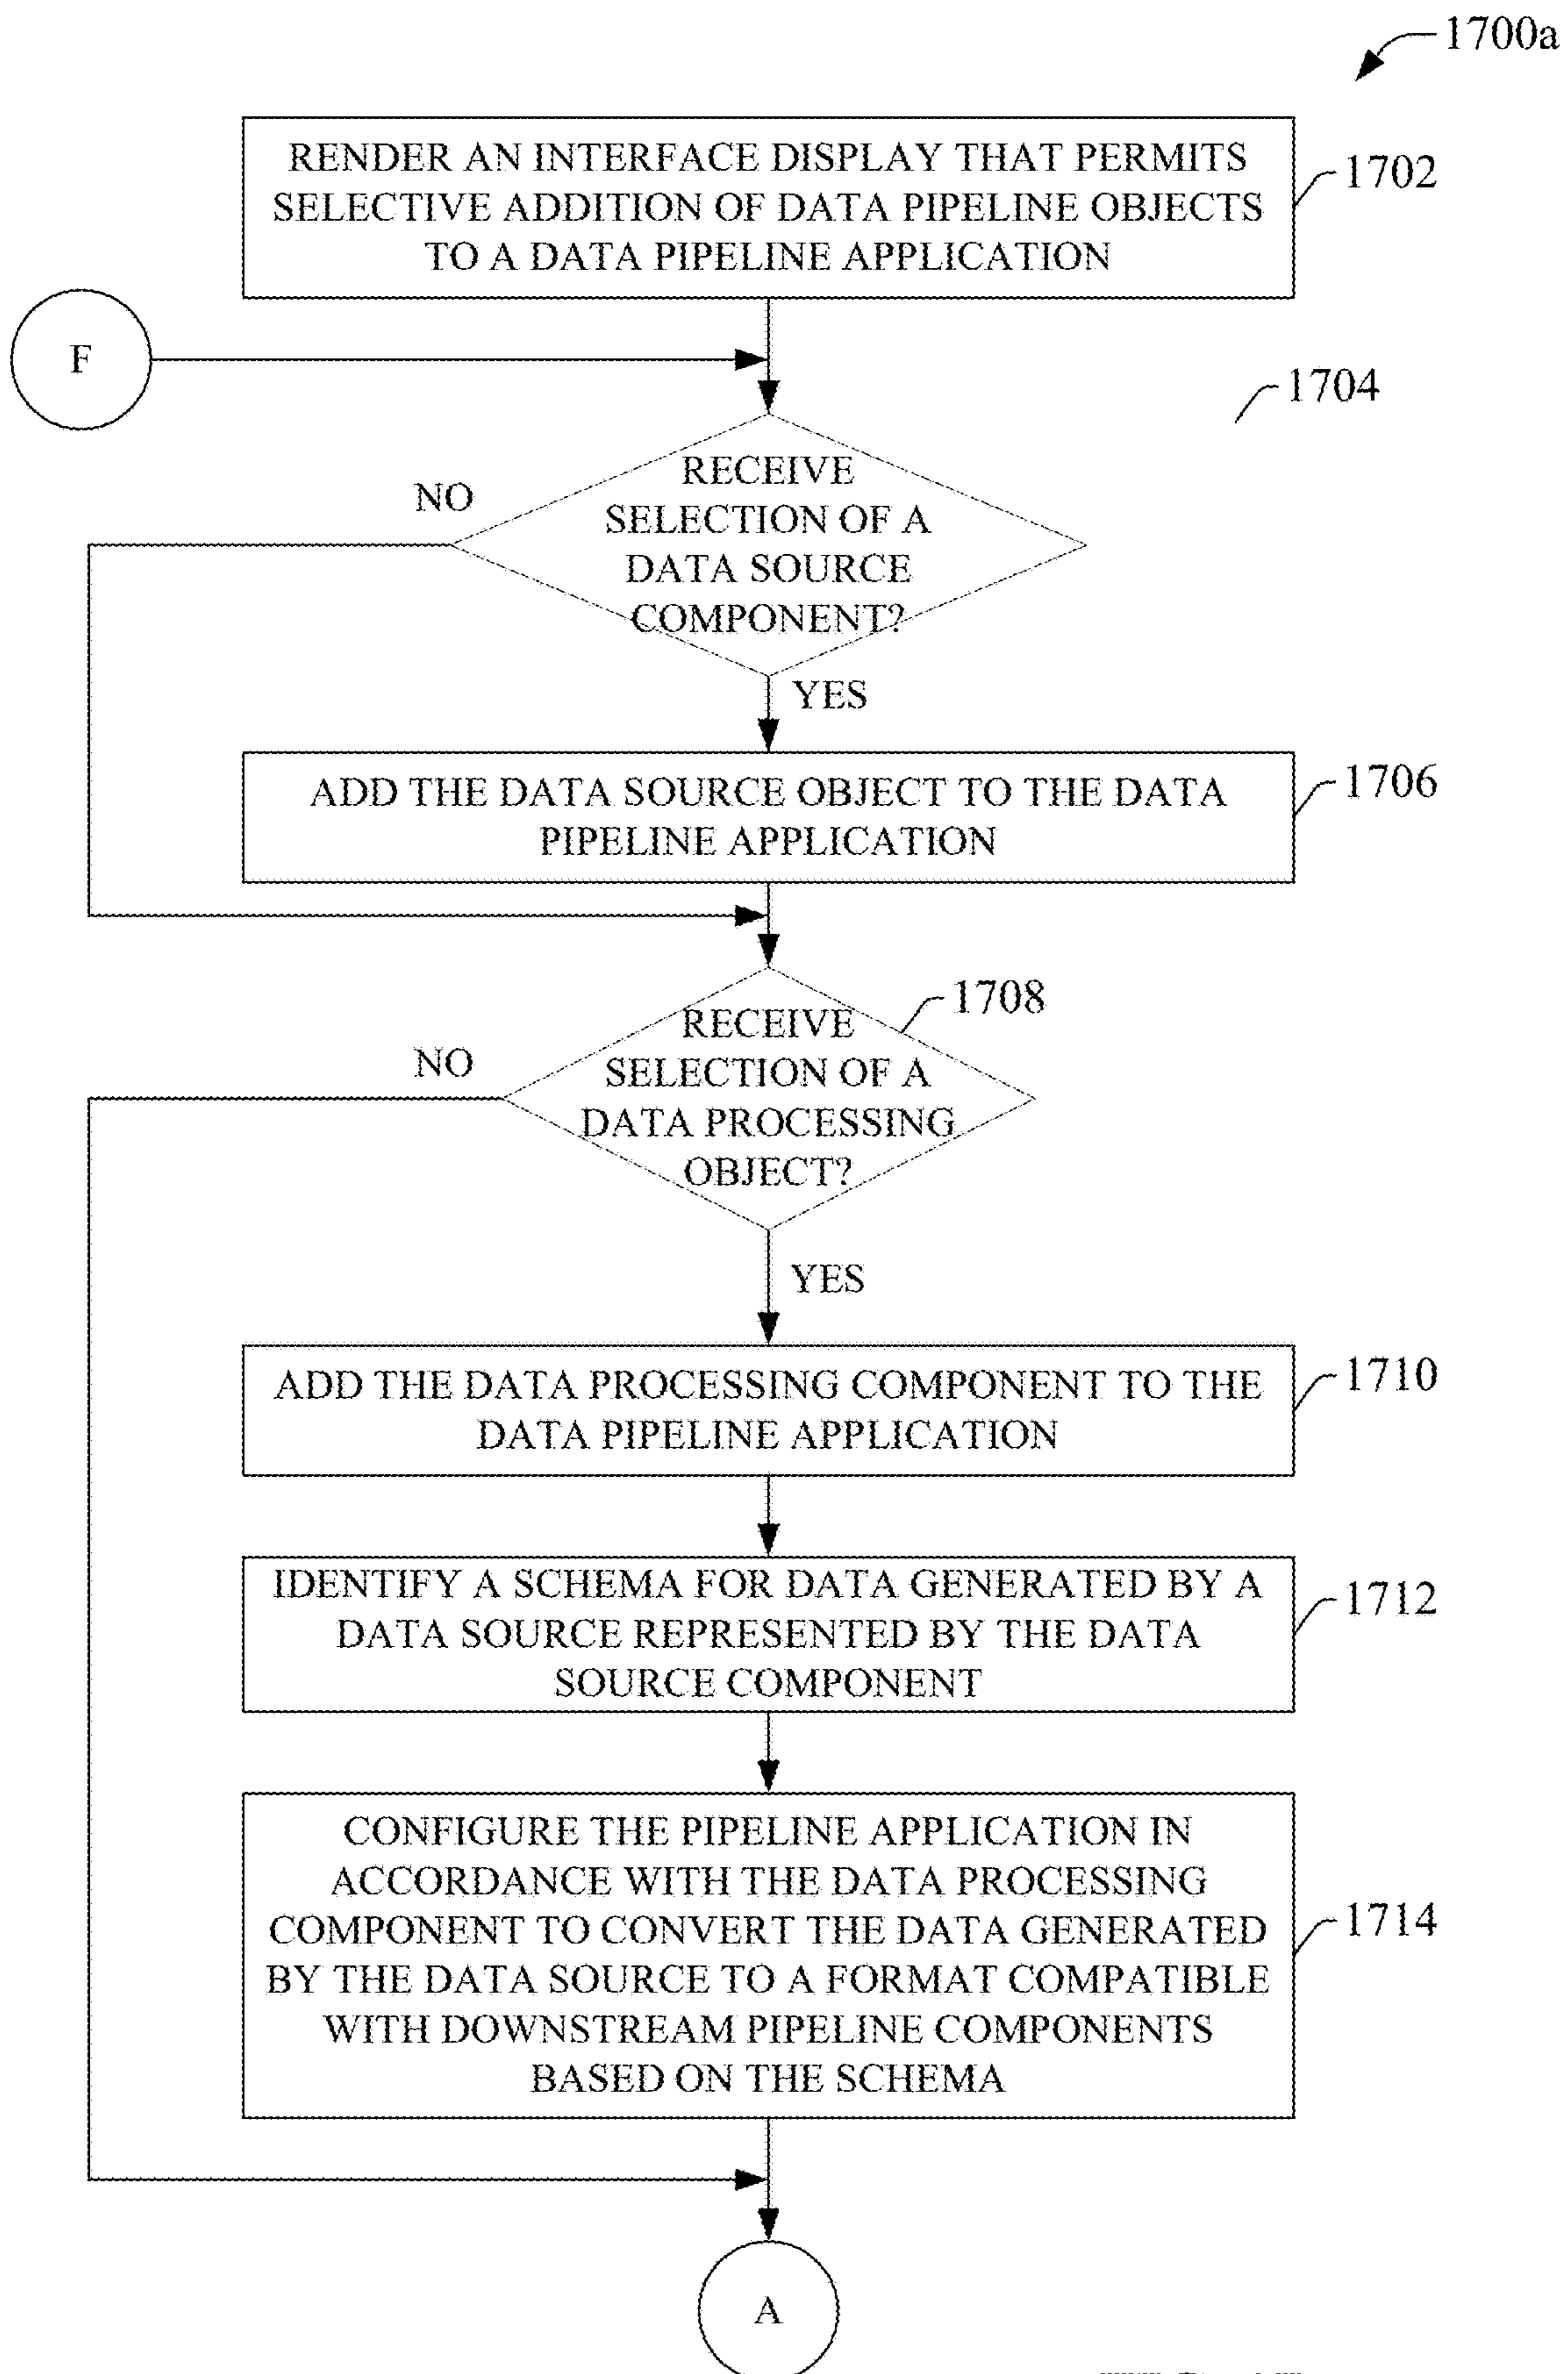 1700a
RENDER AN INTERFACE DISPLAY THAT PERMITS
SELECTIVE ADDITION OF DATA PIPELINE OBJECTS
TO A DATA PIPELINE APPLICATION
1702
F
1704
RECEIVE
SELECTION OF A
DATA SOURCE
COMPONENT?
NO
YES
ADD THE DATA SOURCE OBJECT TO THE DATA
PIPELINE APPLICATION
1706
1708
RECEIVE
SELECTION OF A
DATA PROCESSING
OBJECT?
NO
YES
ADD THE DATA PROCESSING COMPONENT TO THE
DATA PIPELINE APPLICATION
1710
IDENTIFY A SCHEMA FOR DATA GENERATED BY A
DATA SOURCE REPRESENTED BY THE DATA
SOURCE COMPONENT
1712
CONFIGURE THE PIPELINE APPLICATION IN
ACCORDANCE WITH THE DATA PROCESSING
COMPONENT TO CONVERT THE DATA GENERATED
BY THE DATA SOURCE TO A FORMAT COMPATIBLE
WITH DOWNSTREAM PIPELINE COMPONENTS
BASED ON THE SCHEMA
1714
A